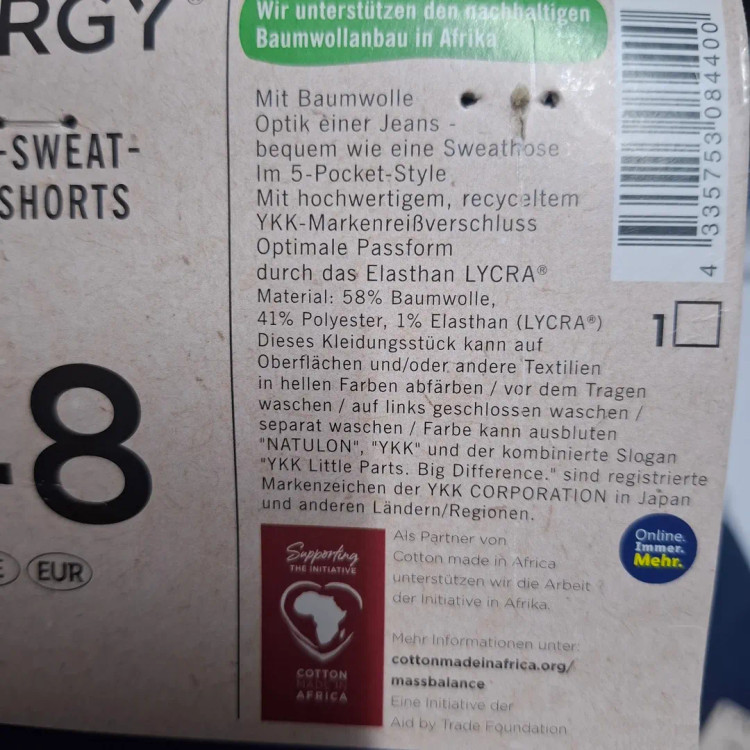 RGY
-SWEAT-
SHORTS
-8
E EUR
Wir unterstützen den nachhaltigen
Baumwollanbau in Afrika
Mit Baumwolle
Optik einer Jeans -
bequem wie eine Sweathose
Im 5-Pocket-Style
Mit hochwertigem, recyceltem
YKK-Markenreißverschluss
Optimale Passform
durch das Elasthan LYCRA®
Material: 58% Baumwolle,
41% Polyester, 1% Elasthan (LYCRA®)
Dieses Kleidungsstück kann auf
Oberflächen und/oder andere Textilien
in hellen Farben abfärben / vor dem Tragen
waschen / auf links geschlossen waschen /
separat waschen / Farbe kann ausbluten
"NATULON", "YKK" und der kombinierte Slogan
"YKK Little Parts. Big Difference." sind registrierte
Markenzeichen der YKK CORPORATION in Japan
und anderen Ländern/Regionen.
4 335753 084400
1
Supporting
THE INITIATIVE
COTTON
MADE IN
AFRICA
Als Partner von
Cotton made in Africa
unterstützen wir die Arbeit
der Initiative in Afrika.
Mehr Informationen unter:
cottonmadeinafrica.org/
massbalance
Eine Initiative der
Aid by Trade Foundation
Online.
Immer.
Mehr.